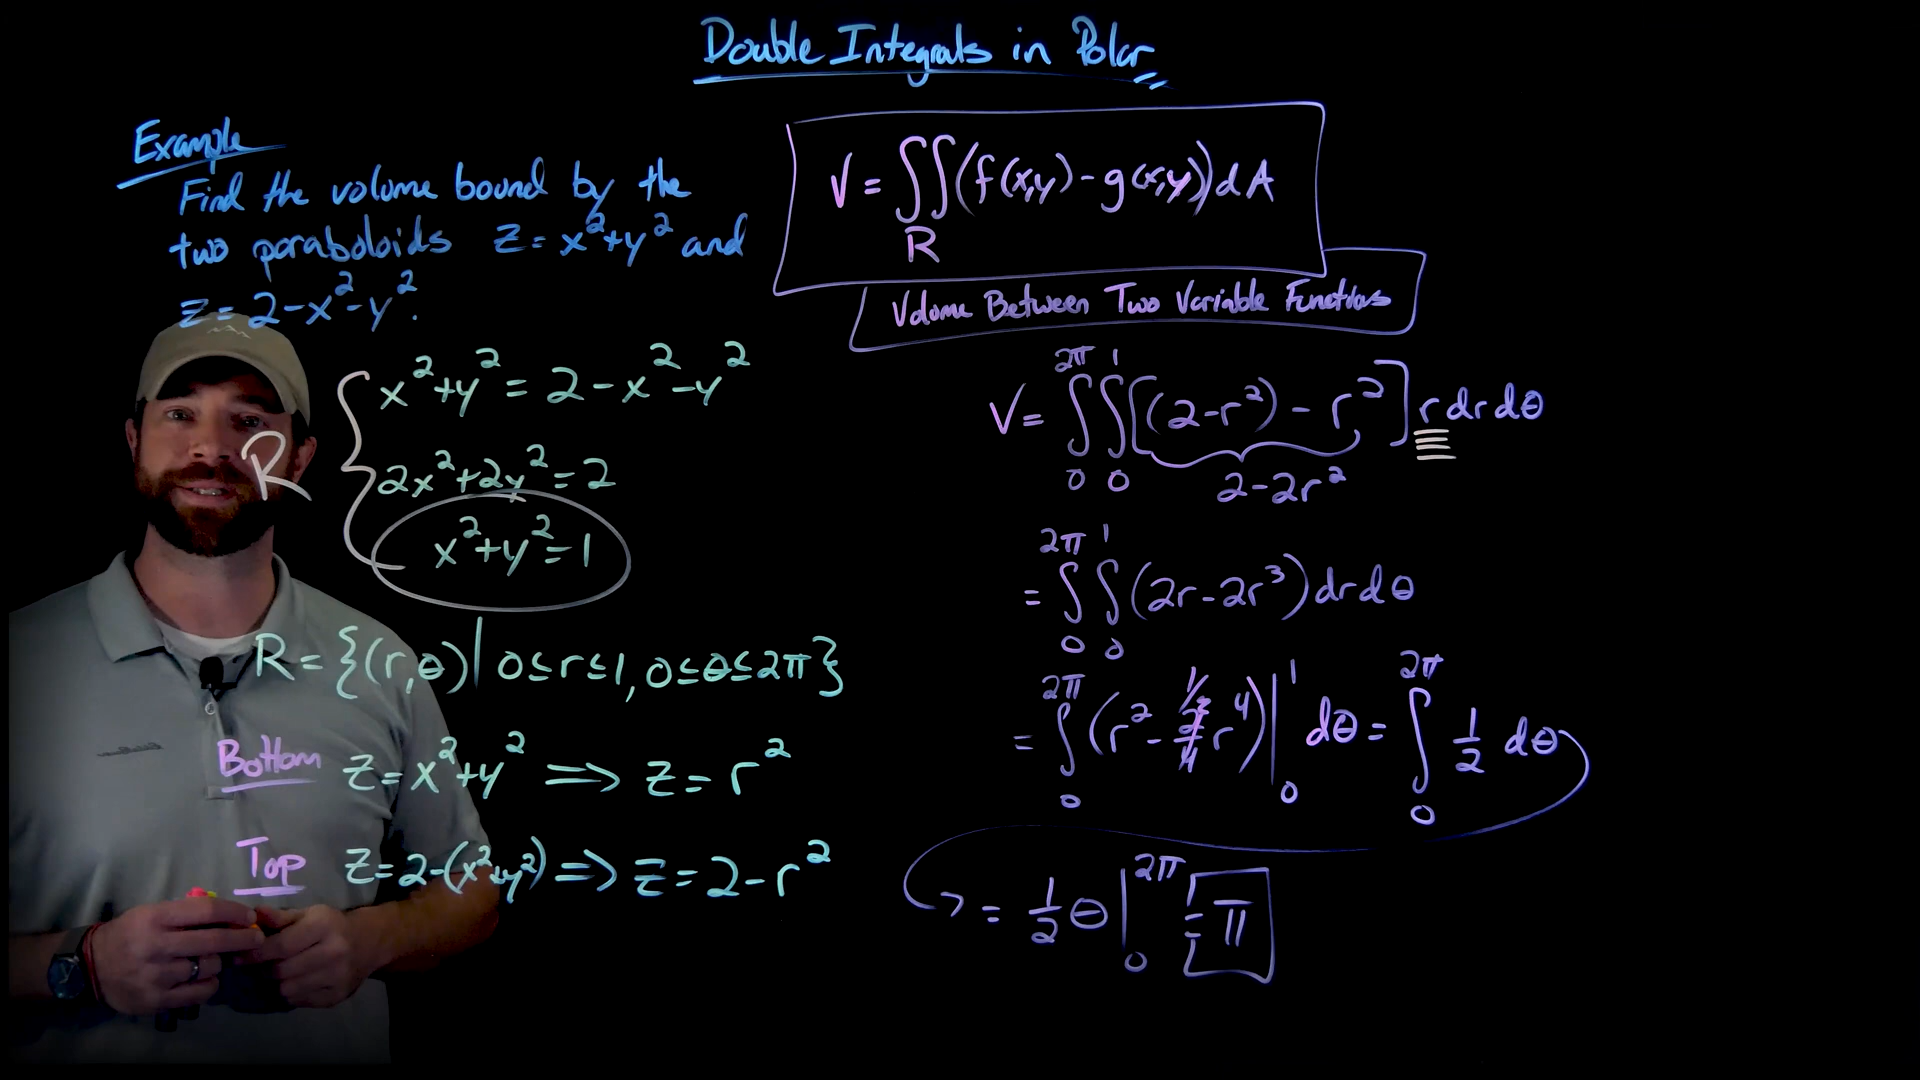 Double Integrals in Polar
Example
Find the volume bound by the
two paraboloids z = x²+y² and
z = 2-x²-y².
R { x²+y² = 2-x²-y²
2x²+2y² = 2
x²+y² = 1
R = {(r,θ)| 0≤r≤1, 0≤θ≤2π}
Bottom z = x²+y² ⟹ z = r²
Top z = 2-(x²+y²) ⟹ z = 2-r²
V = ∬_R (f(x,y) - g(x,y)) dA
Volume Between Two Variable Functions
V = ∫₀^2π ∫₀^1 [(2-r²) - r²] r dr dθ
2-2r²
= ∫₀^2π ∫₀^1 (2r-2r³) dr dθ
= ∫₀^2π (r² - ½r⁴)|₀^1 dθ = ∫₀^2π ½ dθ
= ½θ|₀^2π = π